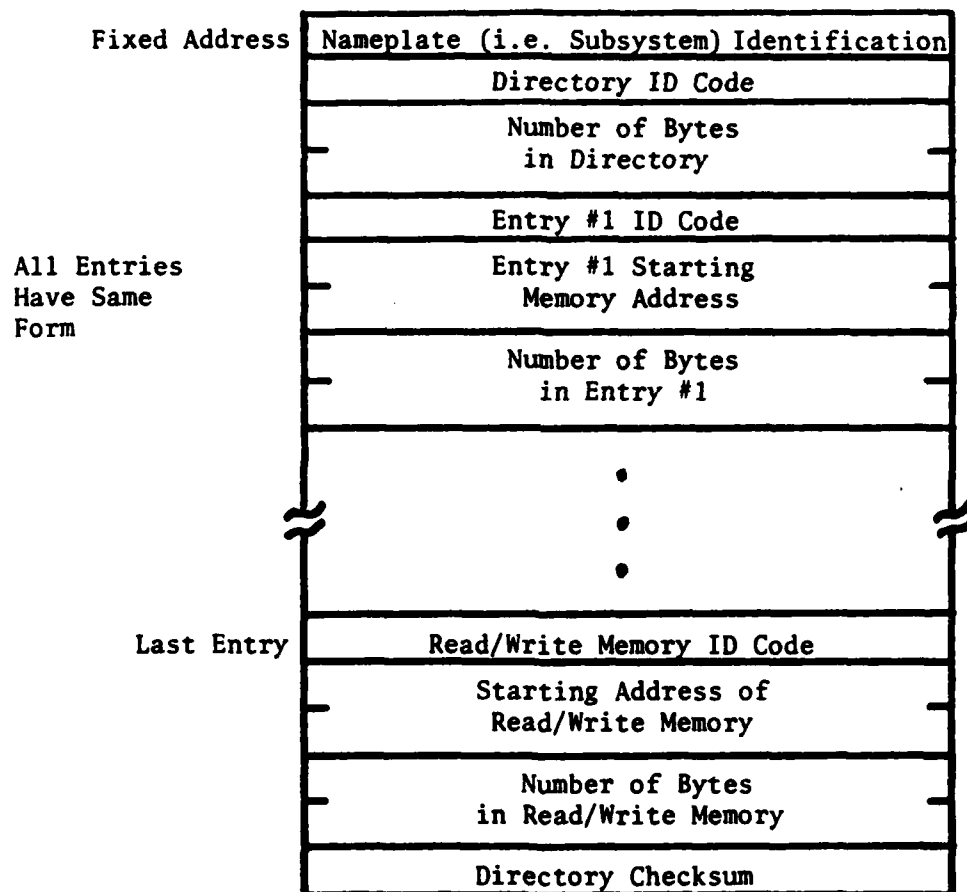 Fixed Address
Nameplate (i.e. Subsystem) Identification
Directory ID Code
Number of Bytes
in Directory
Entry #1 ID Code
All Entries
Have Same
Form
Entry #1 Starting
Memory Address
Number of Bytes
in Entry #1
Last Entry
Read/Write Memory ID Code
Starting Address of
Read/Write Memory
Number of Bytes
in Read/Write Memory
Directory Checksum